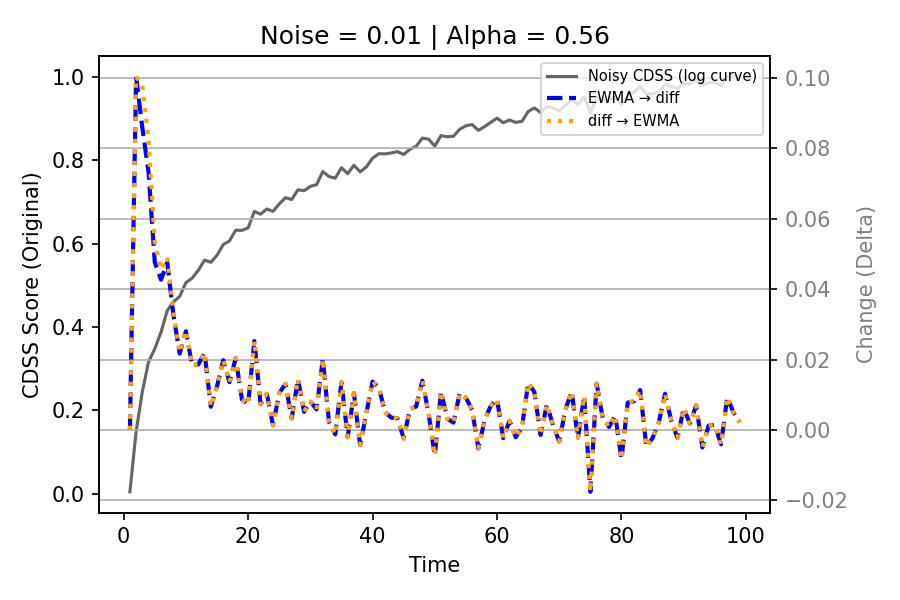 Noise = 0.01 | Alpha = 0.56
Noisy CDSS (log curve)
EWMA → diff
diff → EWMA
CDSS Score (Original)
1.0
0.8
0.6
0.4
0.2
0.0
0.10
0.08
0.06
0.04
0.02
0.00
−0.02
Change (Delta)
0 20 40 60 80 100
Time